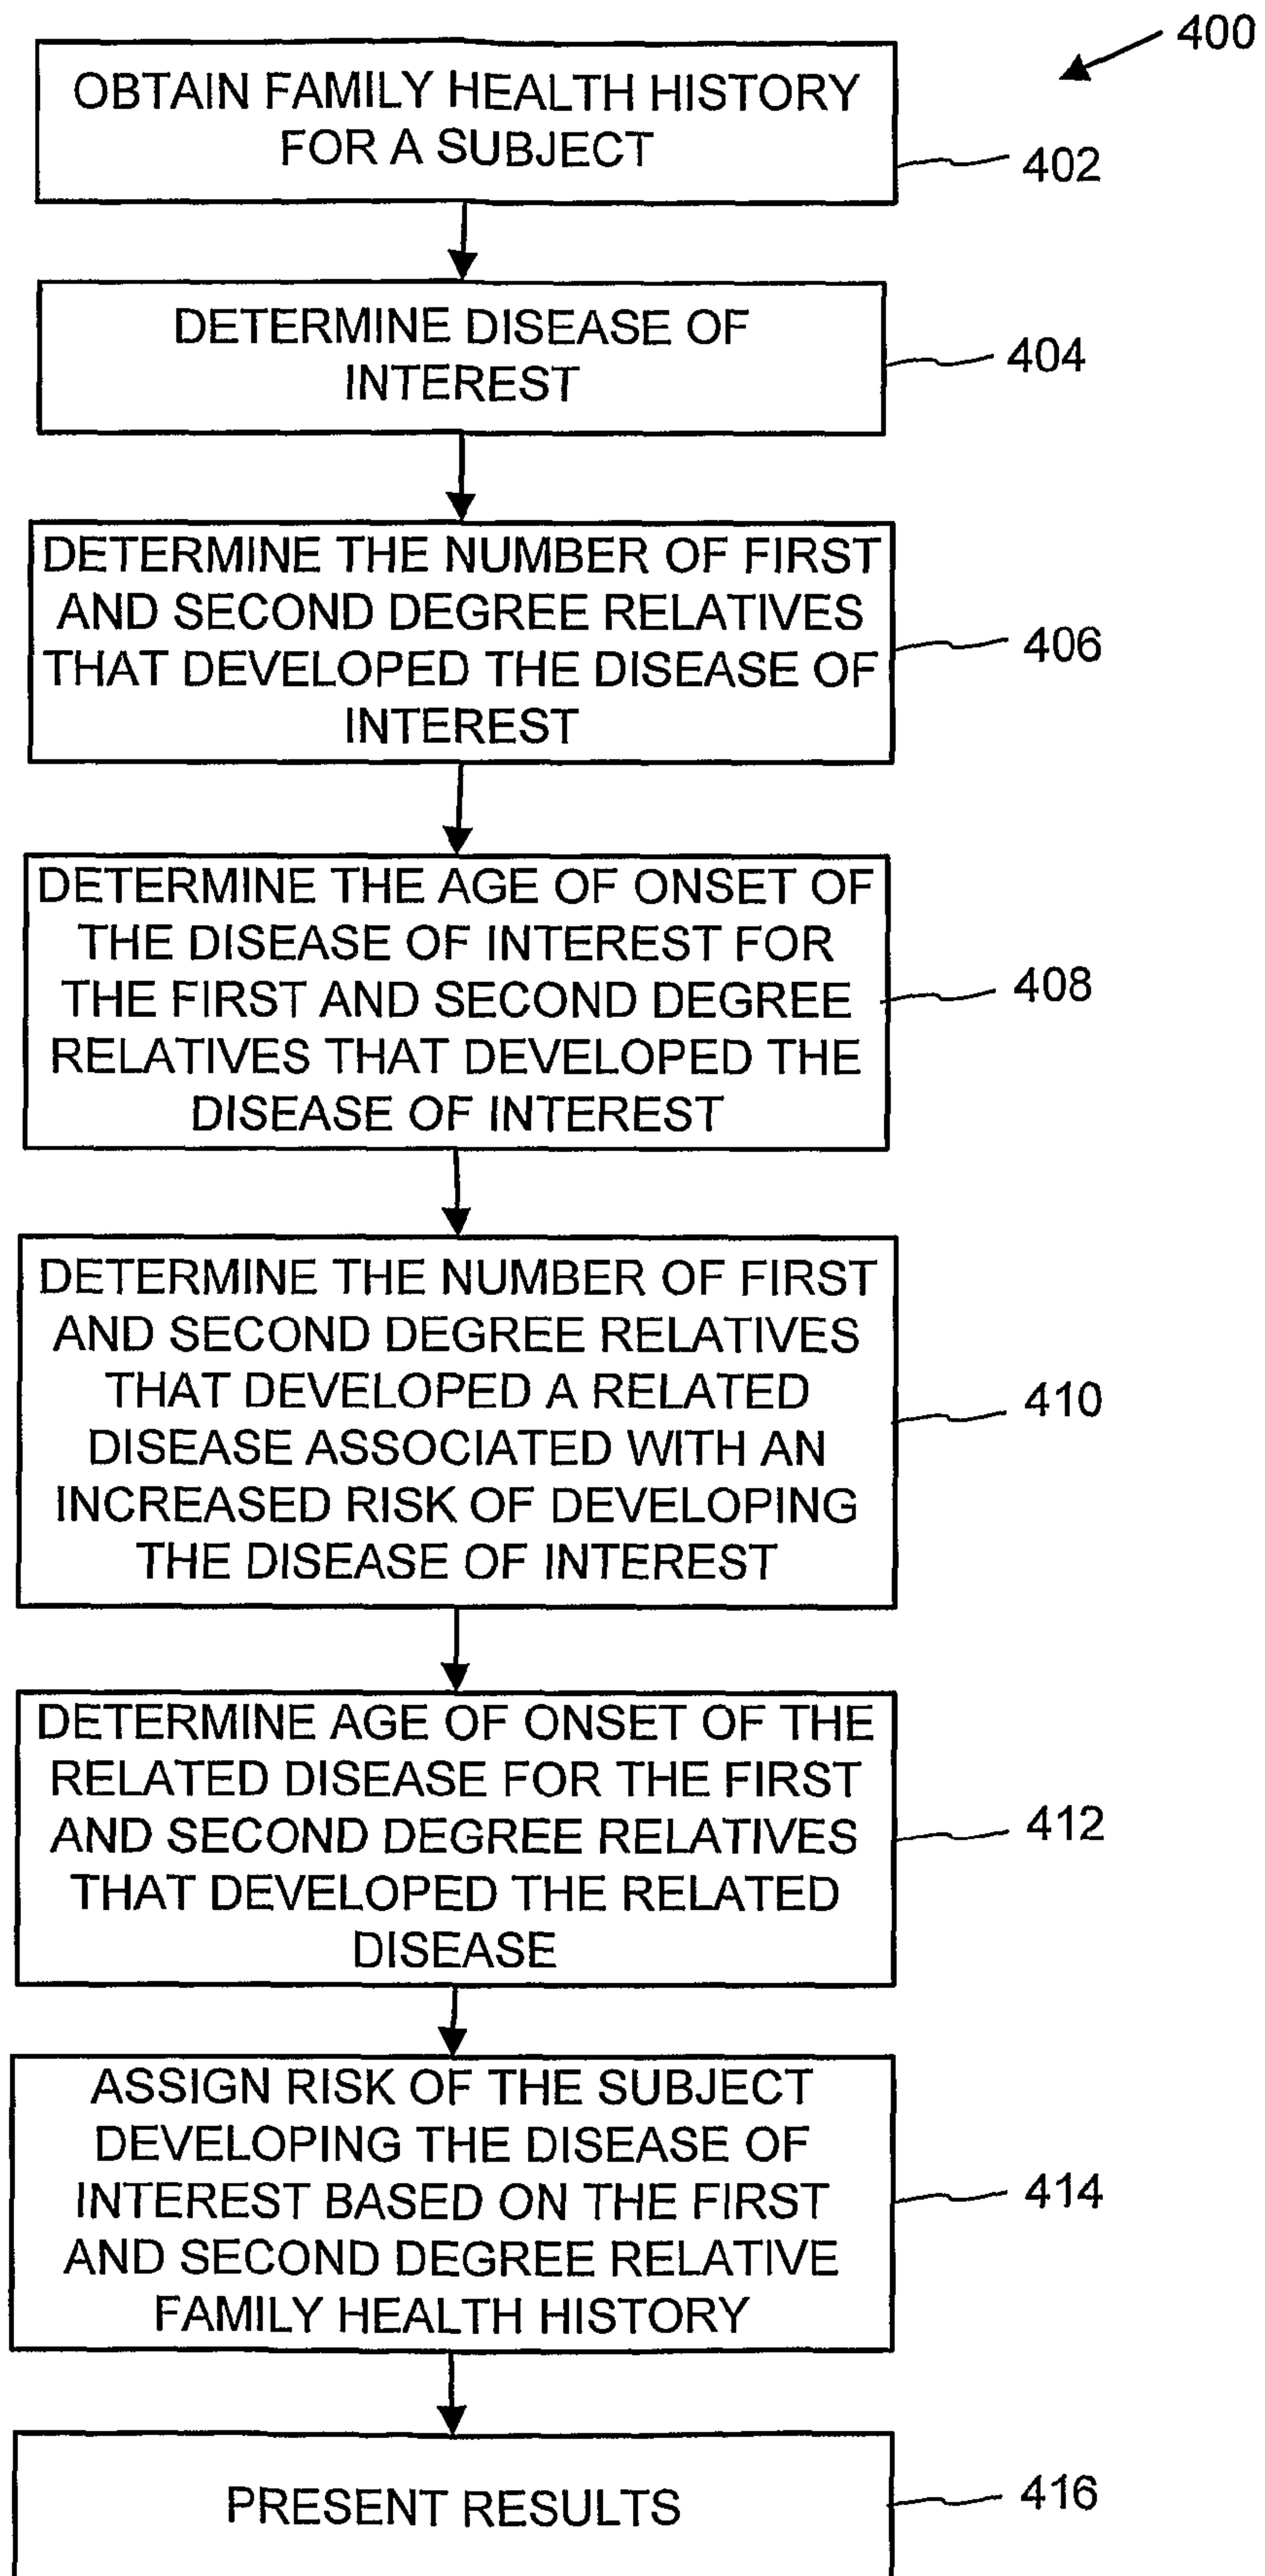 400
OBTAIN FAMILY HEALTH HISTORY
FOR A SUBJECT
402
DETERMINE DISEASE OF
INTEREST
404
DETERMINE THE NUMBER OF FIRST
AND SECOND DEGREE RELATIVES
THAT DEVELOPED THE DISEASE OF
INTEREST
406
DETERMINE THE AGE OF ONSET OF
THE DISEASE OF INTEREST FOR
THE FIRST AND SECOND DEGREE
RELATIVES THAT DEVELOPED THE
DISEASE OF INTEREST
408
DETERMINE THE NUMBER OF FIRST
AND SECOND DEGREE RELATIVES
THAT DEVELOPED A RELATED
DISEASE ASSOCIATED WITH AN
INCREASED RISK OF DEVELOPING
THE DISEASE OF INTEREST
410
DETERMINE AGE OF ONSET OF THE
RELATED DISEASE FOR THE FIRST
AND SECOND DEGREE RELATIVES
THAT DEVELOPED THE RELATED
DISEASE
412
ASSIGN RISK OF THE SUBJECT
DEVELOPING THE DISEASE OF
INTEREST BASED ON THE FIRST
AND SECOND DEGREE RELATIVE
FAMILY HEALTH HISTORY
414
PRESENT RESULTS
416